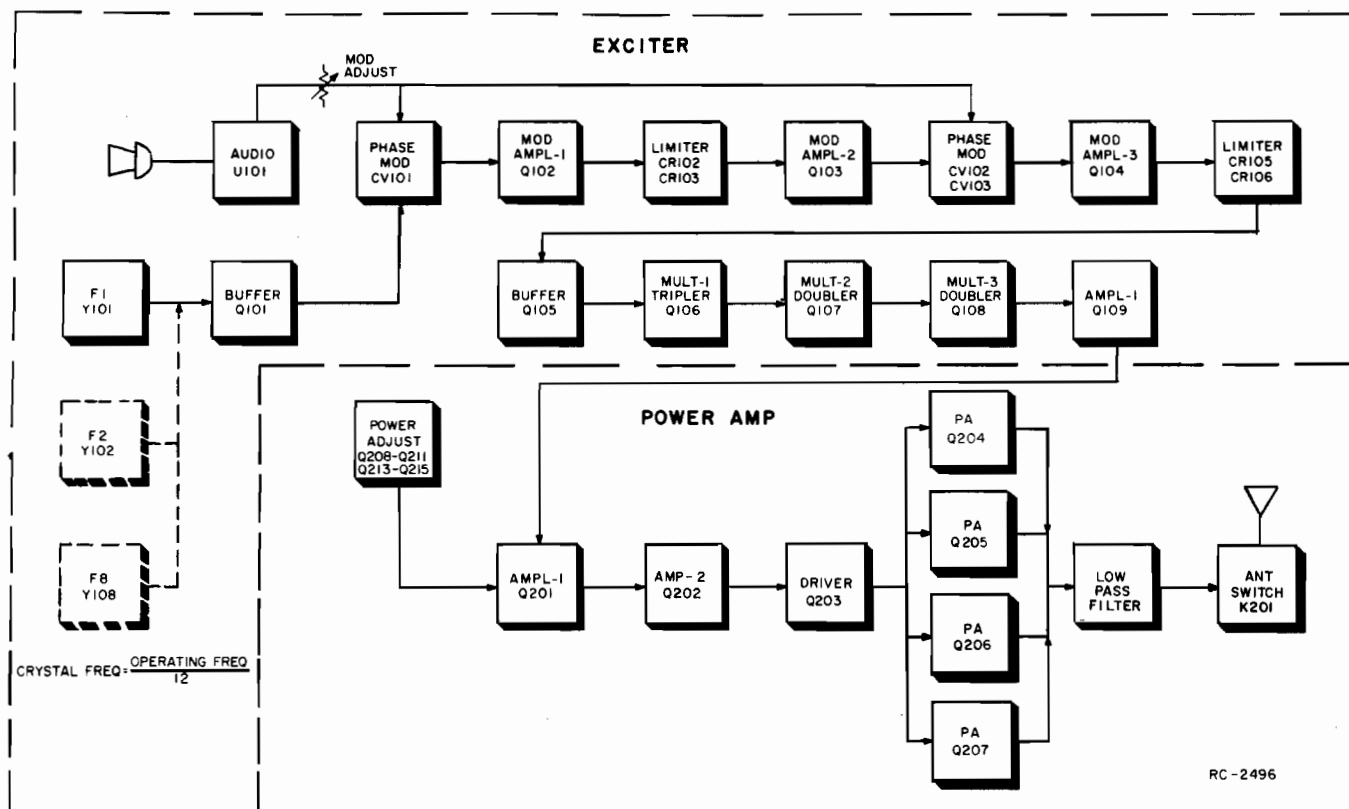 EXCITER
MOD
ADJUST
AUDIO
U101
PHASE
MOD
CV101
MOD
AMPL-1
Q102
LIMITER
CR102
CR103
MOD
AMPL-2
Q103
PHASE
MOD
CV102
CV103
MOD
AMPL-3
Q104
LIMITER
CR105
CR106
F1
Y101
BUFFER
Q101
BUFFER
Q105
MULT-1
TRIPLER
Q106
MULT-2
DOUBLER
Q107
MULT-3
DOUBLER
Q108
AMPL-1
Q109
F2
Y102
F8
Y108
CRYSTAL FREQ=OPERATING FREQ
12
POWER AMP
POWER
ADJUST
Q208-Q211
Q213-Q215
AMPL-1
Q201
AMP-2
Q202
DRIVER
Q203
PA
Q204
PA
Q205
PA
Q206
PA
Q207
LOW
PASS
FILTER
ANT
SWITCH
K201
RC-2496